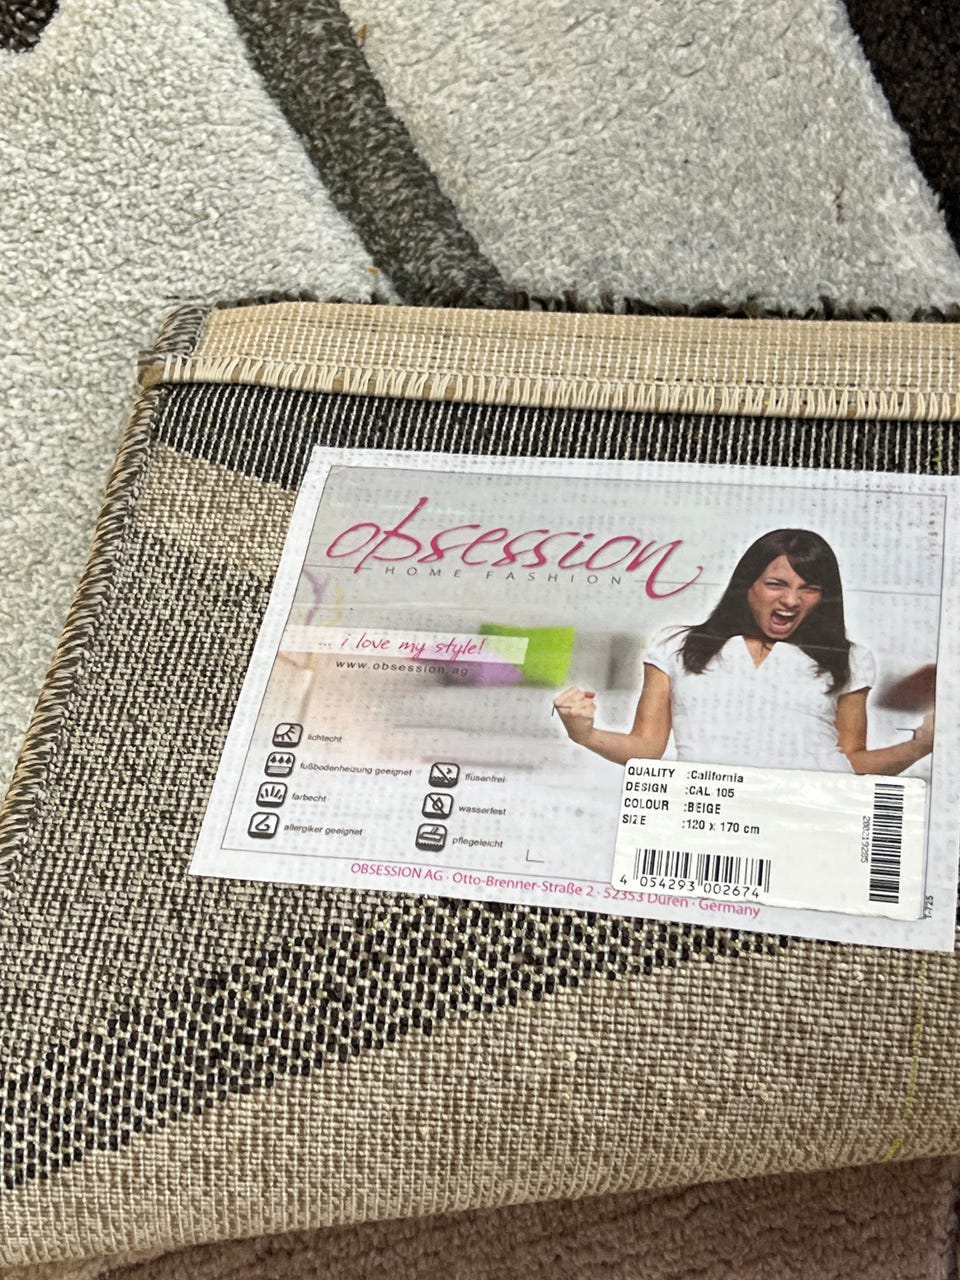 obsession
HOME FASHION
... i love my style!
www.obsession.ag
lichtecht
fußbodenheizung geeignet
farbecht
allergiker geeignet
flusenfrei
wasserfest
pflegeleicht
QUALITY :California
DESIGN :CAL 105
COLOUR :BEIGE
SIZE :120 x 170 cm
4 054293 002674
OBSESSION AG · Otto-Brenner-Straße 2 · 52353 Düren · Germany